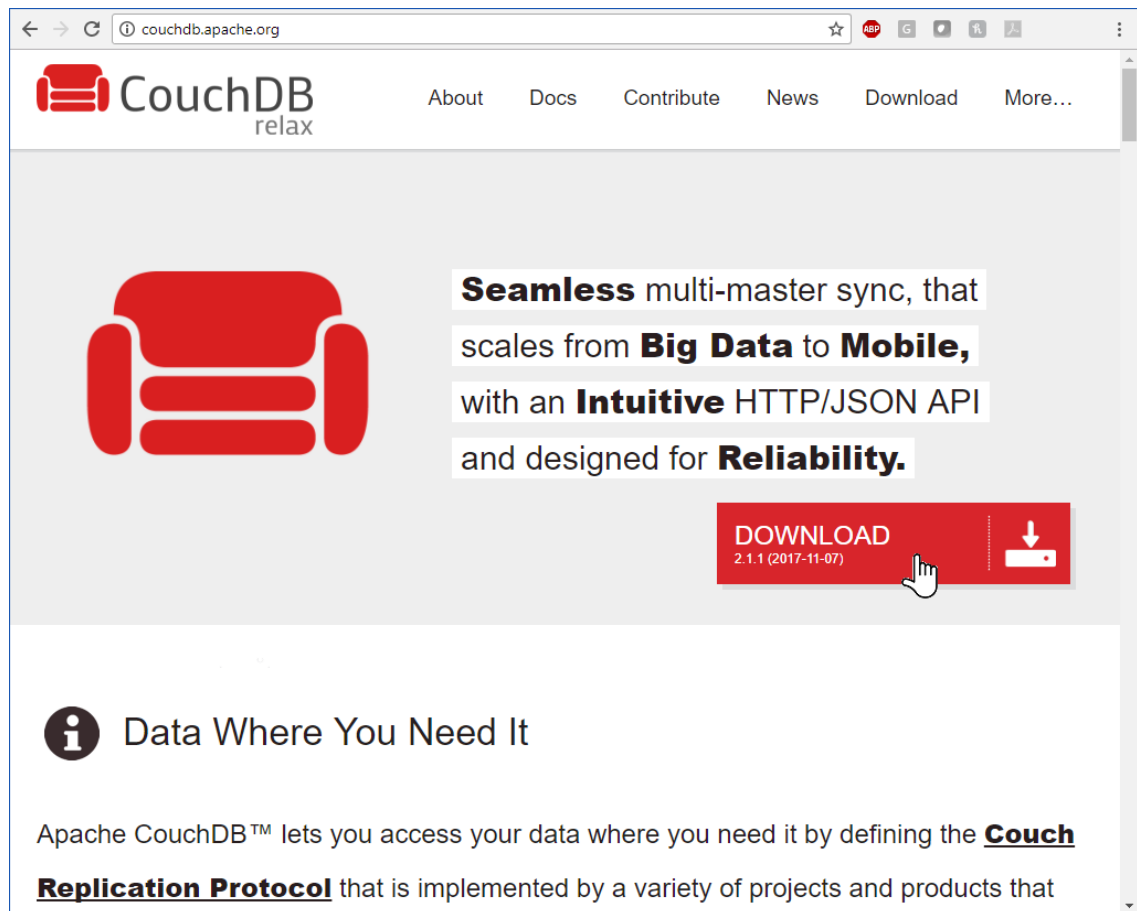 couchdb.apache.org
ABP G
CouchDB
relax
About Docs Contribute News Download More…
Seamless multi-master sync, that
scales from Big Data to Mobile,
with an Intuitive HTTP/JSON API
and designed for Reliability.
DOWNLOAD
2.1.1 (2017-11-07)
Data Where You Need It
Apache CouchDB™ lets you access your data where you need it by defining the Couch
Replication Protocol that is implemented by a variety of projects and products that